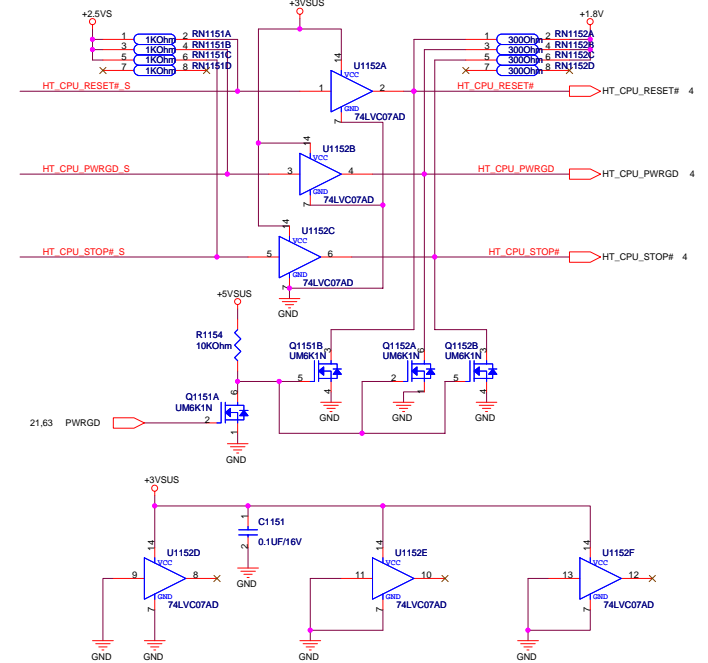 +2.5VS
+3VSUS
+1.8V
1 2 RN1151A
3 4 RN1151B
5 6 RN1151C
7 8 RN1151D
1KOhm
1KOhm
1KOhm
1KOhm
1 2 RN1152A
3 4 RN1152B
5 6 RN1152C
7 8 RN1152D
300Ohm
300Ohm
300Ohm
300Ohm
HT_CPU_RESET#_S
1
14
U1152A
VCC
2
GND
7
74LVC07AD
HT_CPU_RESET#
HT_CPU_RESET# 4
HT_CPU_PWRGD_S
3
14
U1152B
VCC
4
GND
7
74LVC07AD
HT_CPU_PWRGD
HT_CPU_PWRGD 4
HT_CPU_STOP#_S
5
14
U1152C
VCC
6
GND
7
74LVC07AD
GND
HT_CPU_STOP#
HT_CPU_STOP# 4
+5VSUS
R1154
10KOhm
Q1151A
UM6K1N
6
2
1
GND
21,63 PWRGD
Q1151B
UM6K1N
3
5
4
GND
Q1152A
UM6K1N
6
2
1
GND
Q1152B
UM6K1N
3
5
4
GND
+3VSUS
C1151
1
2
0.1UF/16V
GND
14
U1152D
VCC
9
8
GND
7
74LVC07AD
GND
GND
14
U1152E
VCC
11
10
GND
7
74LVC07AD
GND
14
U1152F
VCC
13
12
GND
7
74LVC07AD
GND